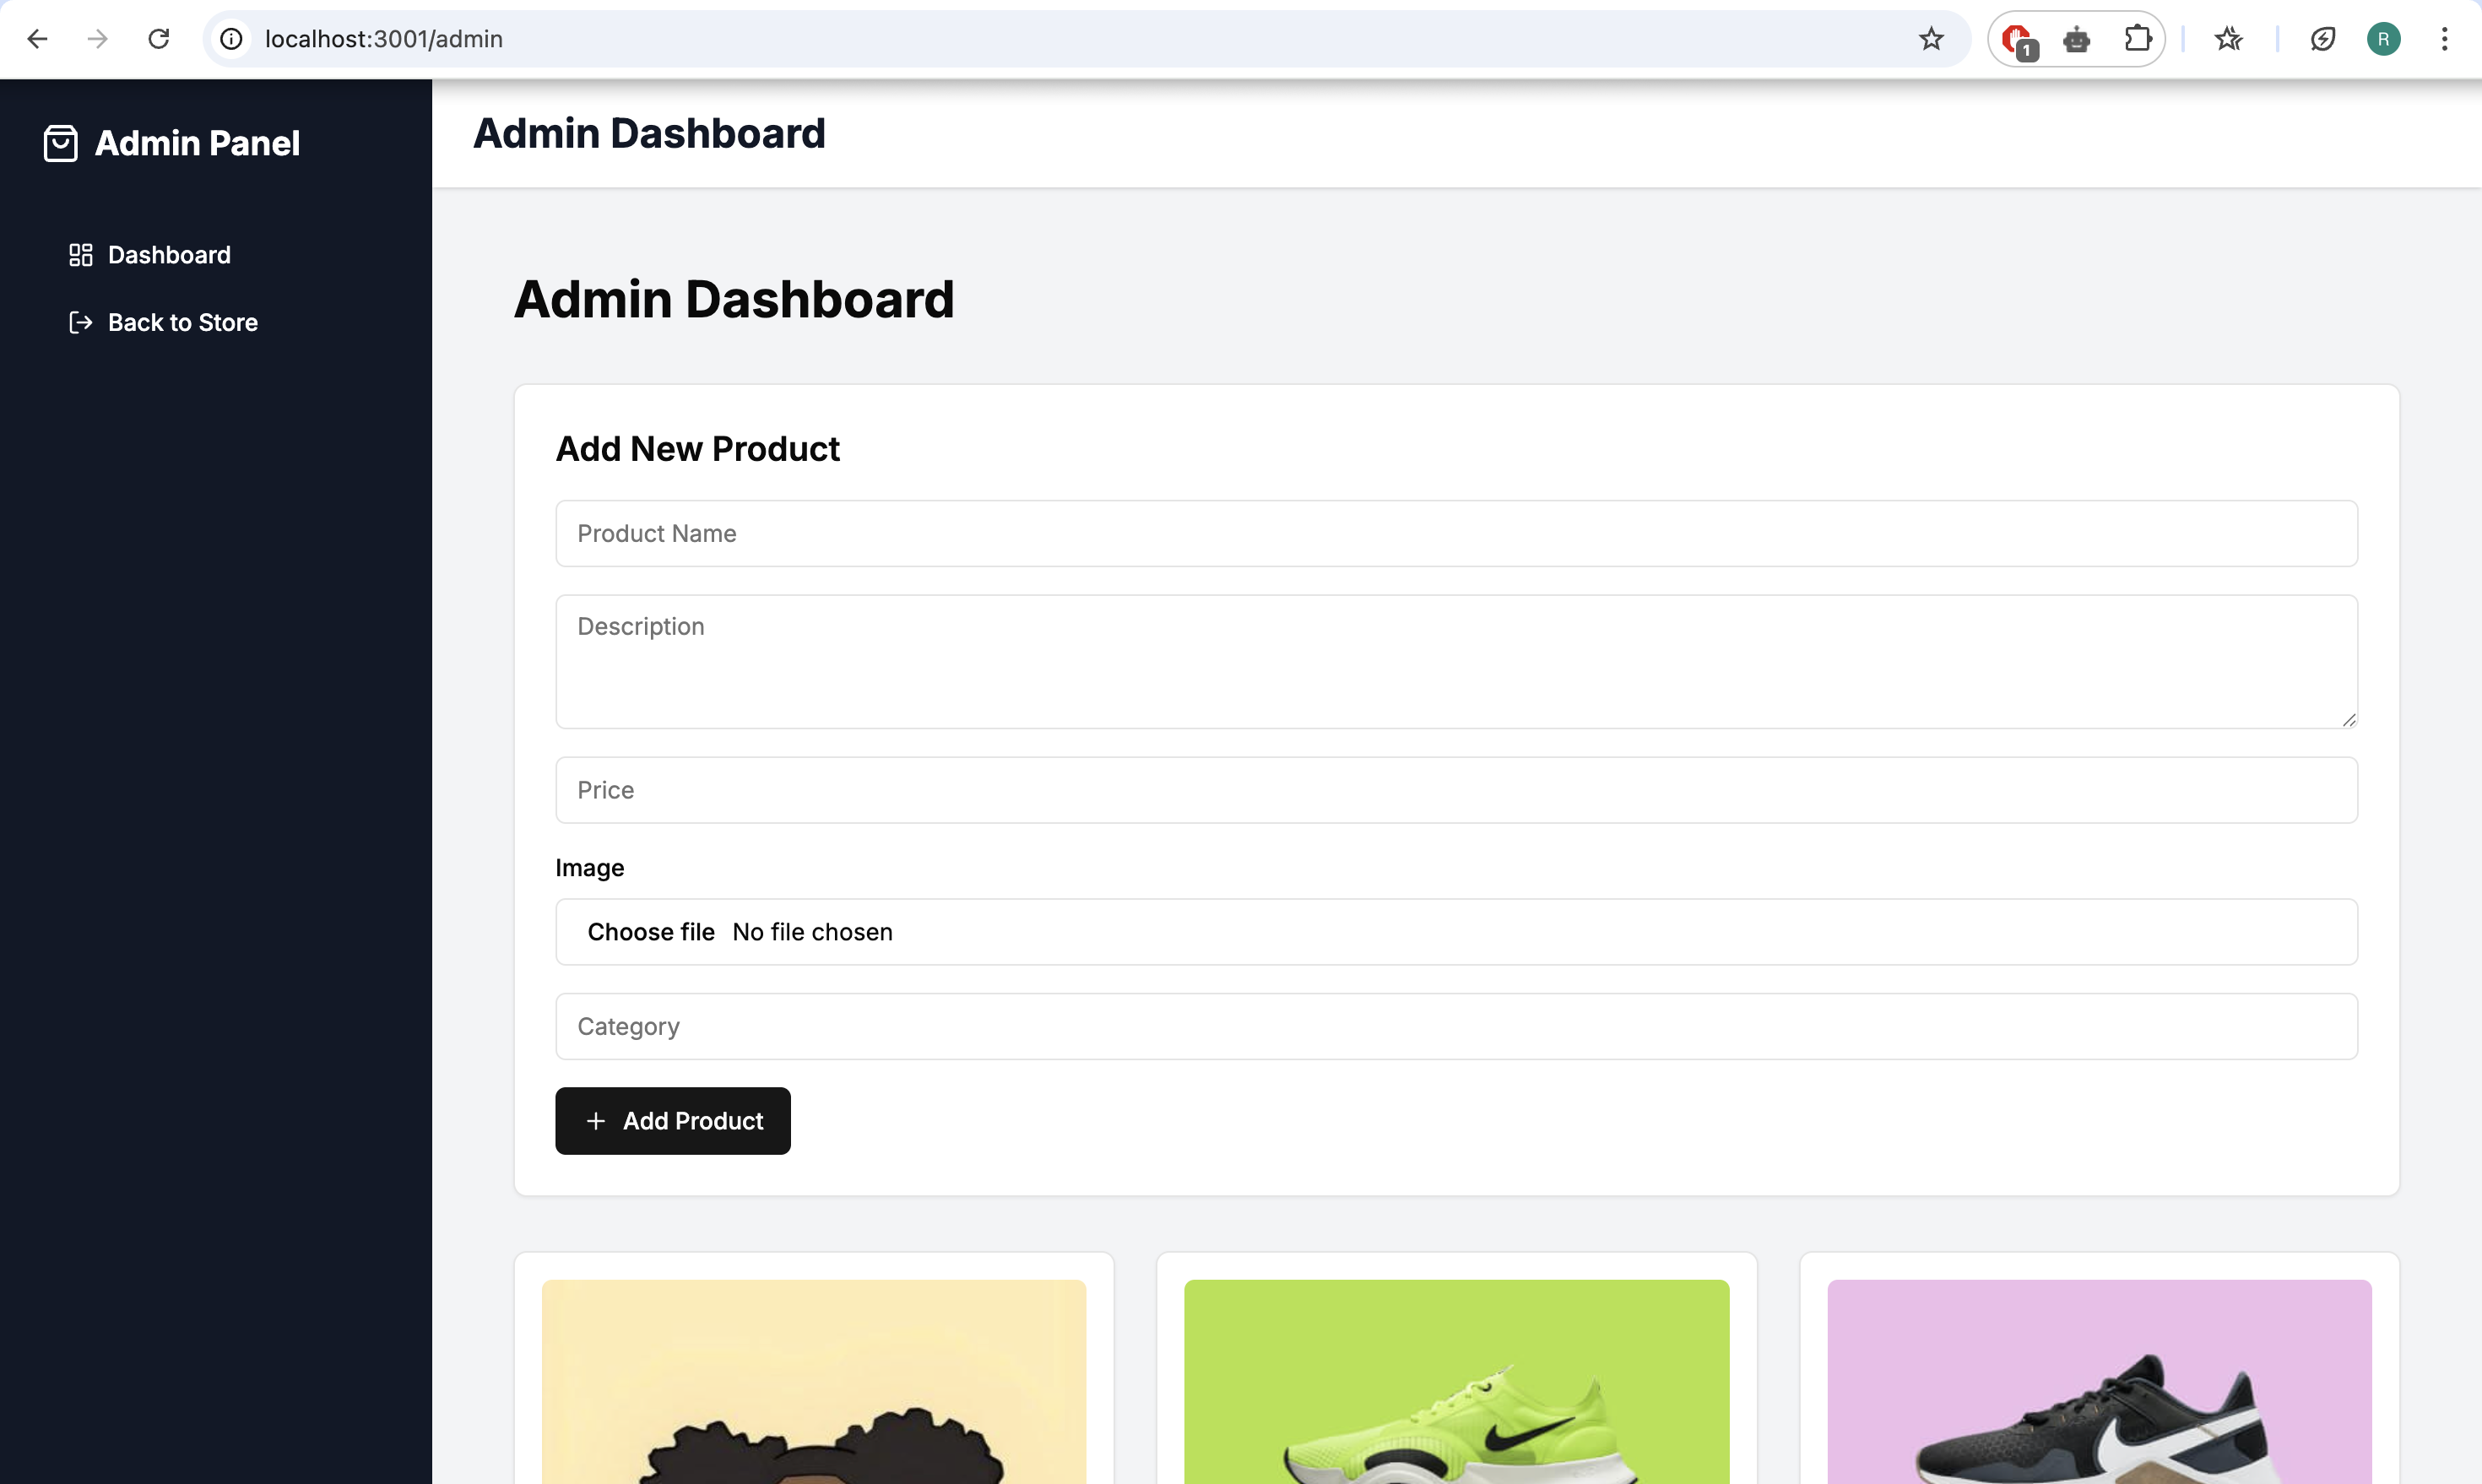 localhost:3001/admin
1
R
Admin Panel
Dashboard
Back to Store
Admin Dashboard
Admin Dashboard
Add New Product
Product Name
Description
Price
Image
Choose file No file chosen
Category
+ Add Product